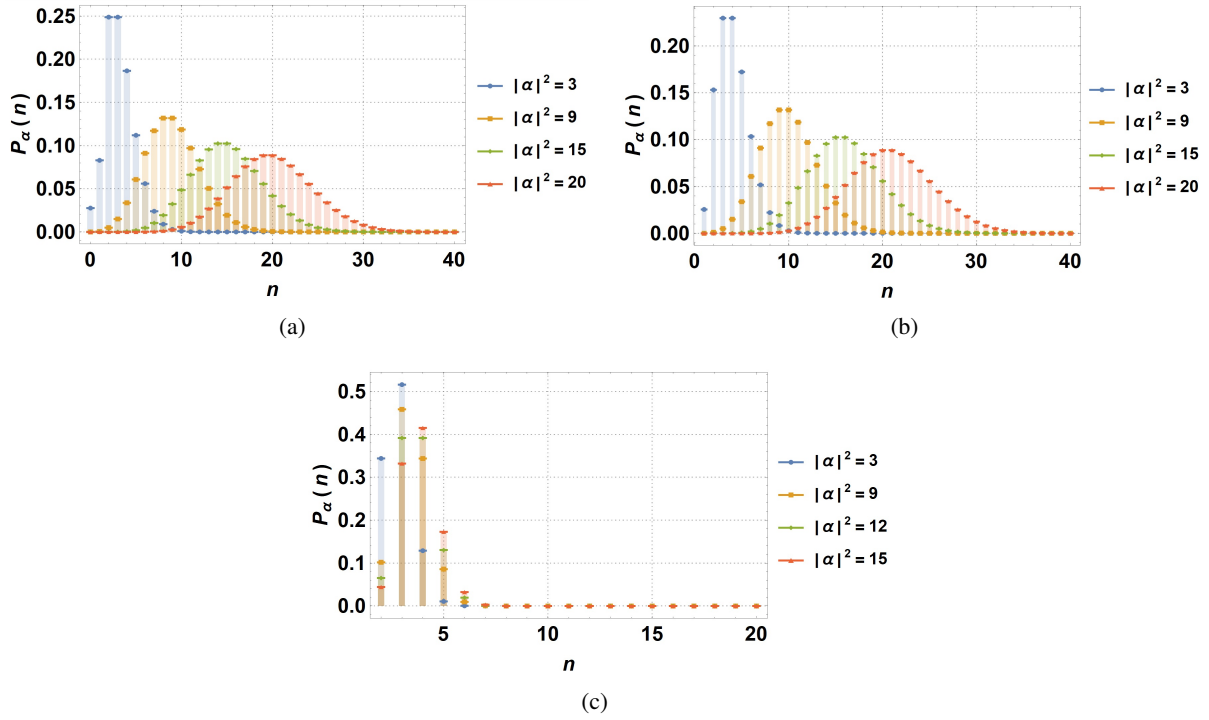 (a)
P_α(n)
0.25
0.20
0.15
0.10
0.05
0.00
0 10 20 30 40
n
|α|² = 3
|α|² = 9
|α|² = 15
|α|² = 20
(b)
P_α(n)
0.20
0.15
0.10
0.05
0.00
0 10 20 30 40
n
|α|² = 3
|α|² = 9
|α|² = 15
|α|² = 20
(c)
P_α(n)
0.5
0.4
0.3
0.2
0.1
0.0
5 10 15 20
n
|α|² = 3
|α|² = 9
|α|² = 12
|α|² = 15